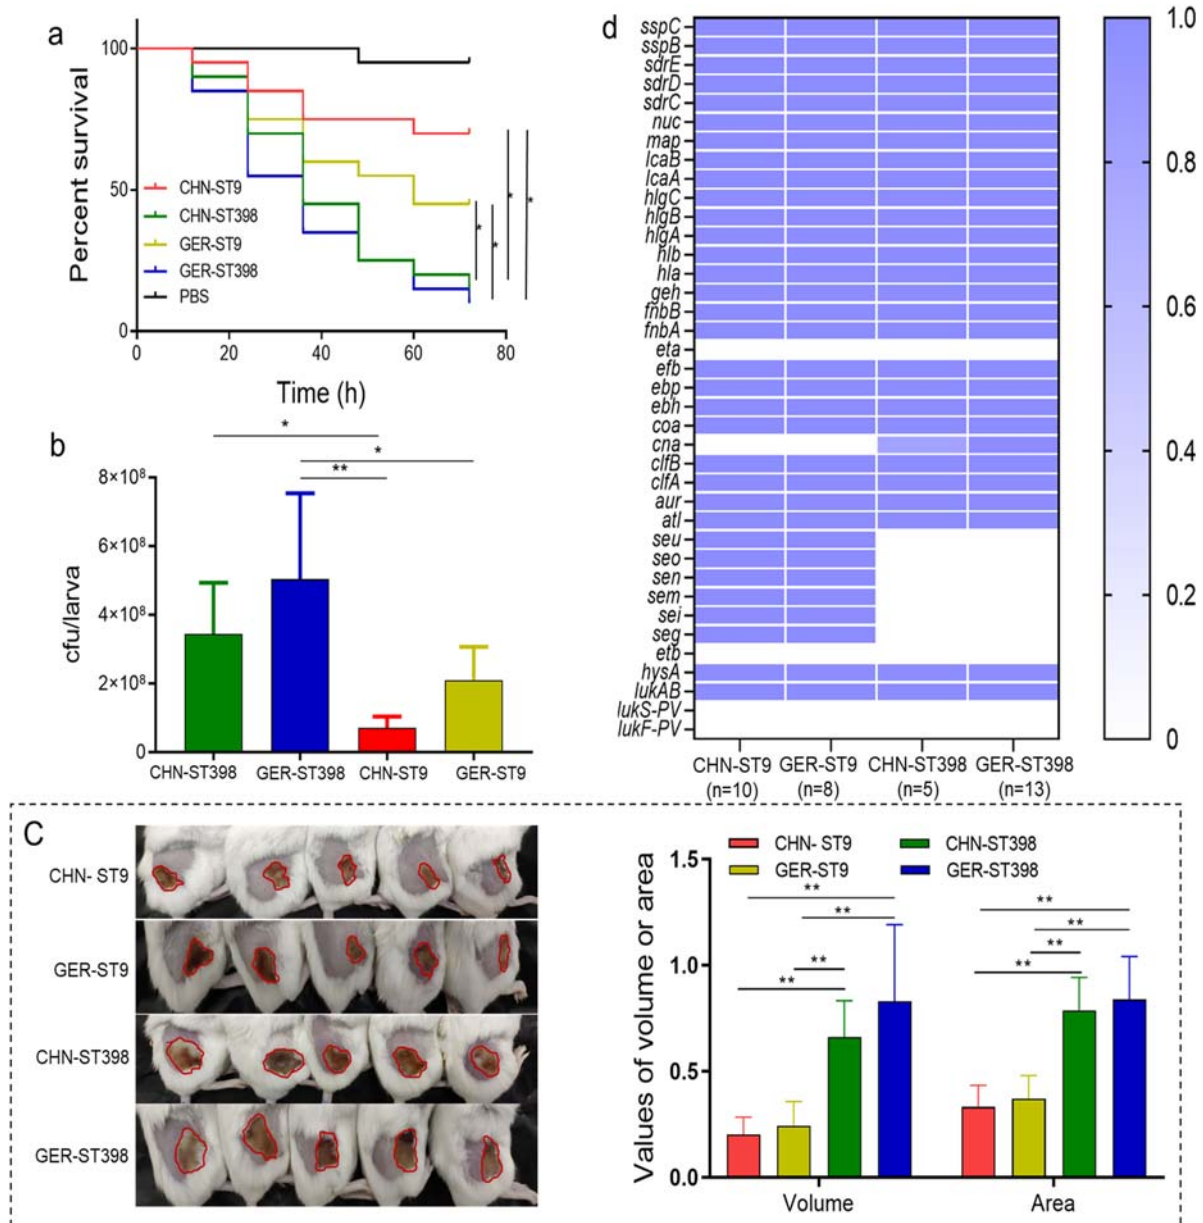 a
Percent survival
100
50
0
CHN-ST9
CHN-ST398
GER-ST9
GER-ST398
PBS
*
*
*
*
0 20 40 60 80
Time (h)
b
cfu/larva
8×10⁸
6×10⁸
4×10⁸
2×10⁸
0
*
*
**
CHN-ST398 GER-ST398 CHN-ST9 GER-ST9
d
sspC
sspB
sdrE
sdrD
sdrC
nuc
map
lcaB
lcaA
hlgC
hlgB
hlgA
hlb
hla
geh
fnbB
fnbA
eta
efb
ebp
ebh
coa
cna
clfB
clfA
aur
atl
seu
seo
sen
sem
sei
seg
etb
hysA
lukAB
lukS-PV
lukF-PV
CHN-ST9 GER-ST9 CHN-ST398 GER-ST398
(n=10) (n=8) (n=5) (n=13)
1.0
0.8
0.6
0.4
0.2
0
C
CHN- ST9
GER-ST9
CHN-ST398
GER-ST398
CHN- ST9 CHN-ST398
GER-ST9 GER-ST398
Values of volume or area
1.5
1.0
0.5
0.0
**
**
**
**
**
**
**
**
Volume Area